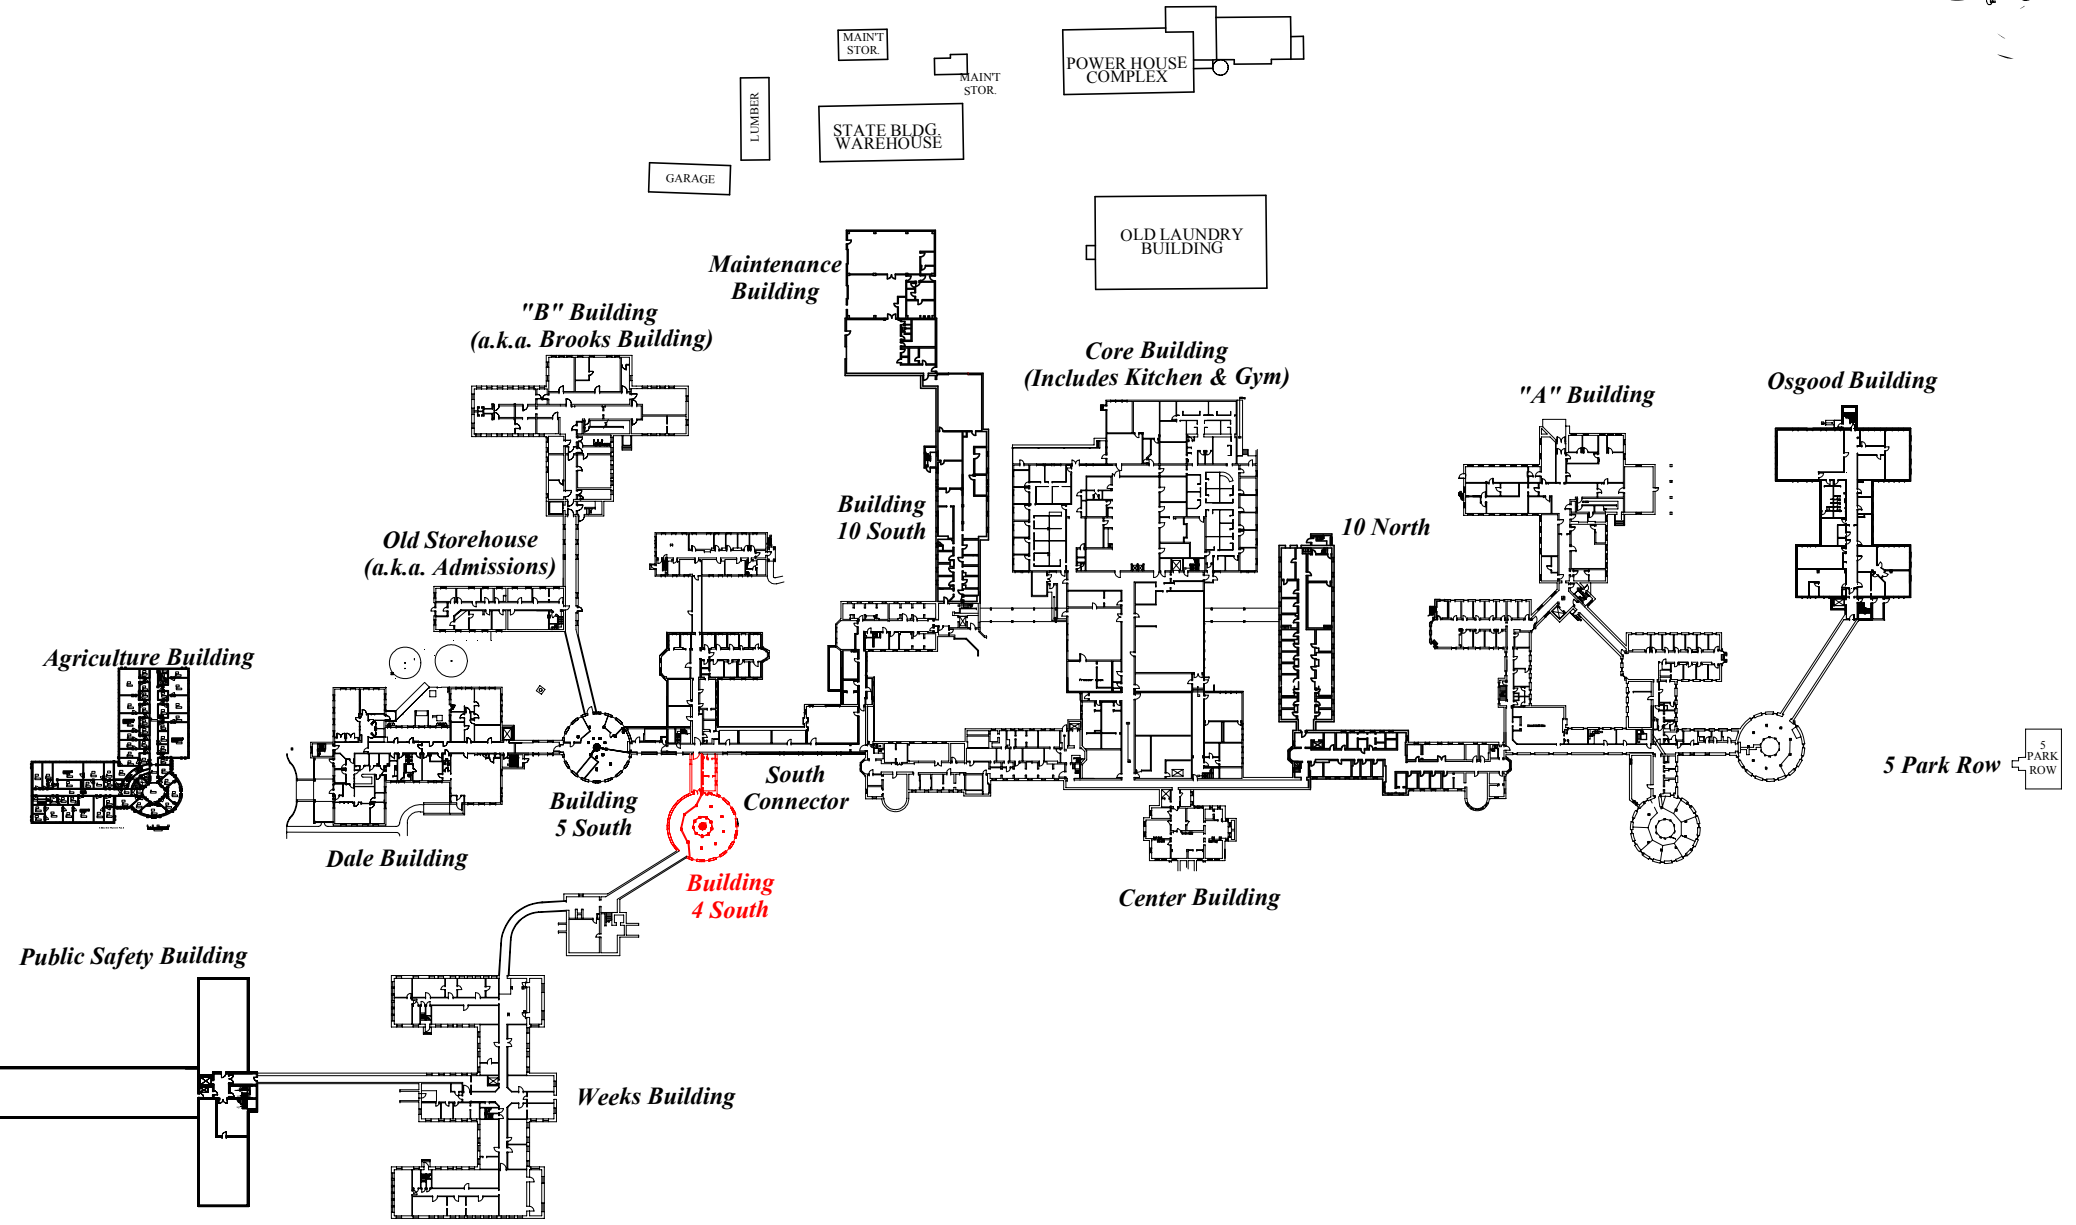 MAIN'T
STOR.
MAIN'T
STOR.
POWER HOUSE
COMPLEX
LUMBER
STATE BLDG.
WAREHOUSE
GARAGE
OLD LAUNDRY
BUILDING
Maintenance
Building
"B" Building
(a.k.a. Brooks Building)
Core Building
(Includes Kitchen & Gym)
"A" Building
Osgood Building
Building
10 South
10 North
Old Storehouse
(a.k.a. Admissions)
Agriculture Building
South
Connector
Building
5 South
5 Park Row
5
PARK
ROW
Dale Building
Building
4 South
Center Building
Public Safety Building
Weeks Building